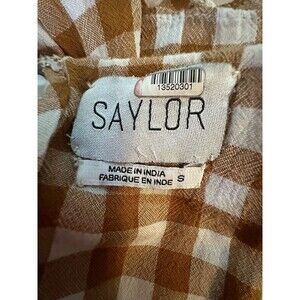 13520301
SAYLOR
MADE IN INDIA
FABRIQUE EN INDE
S